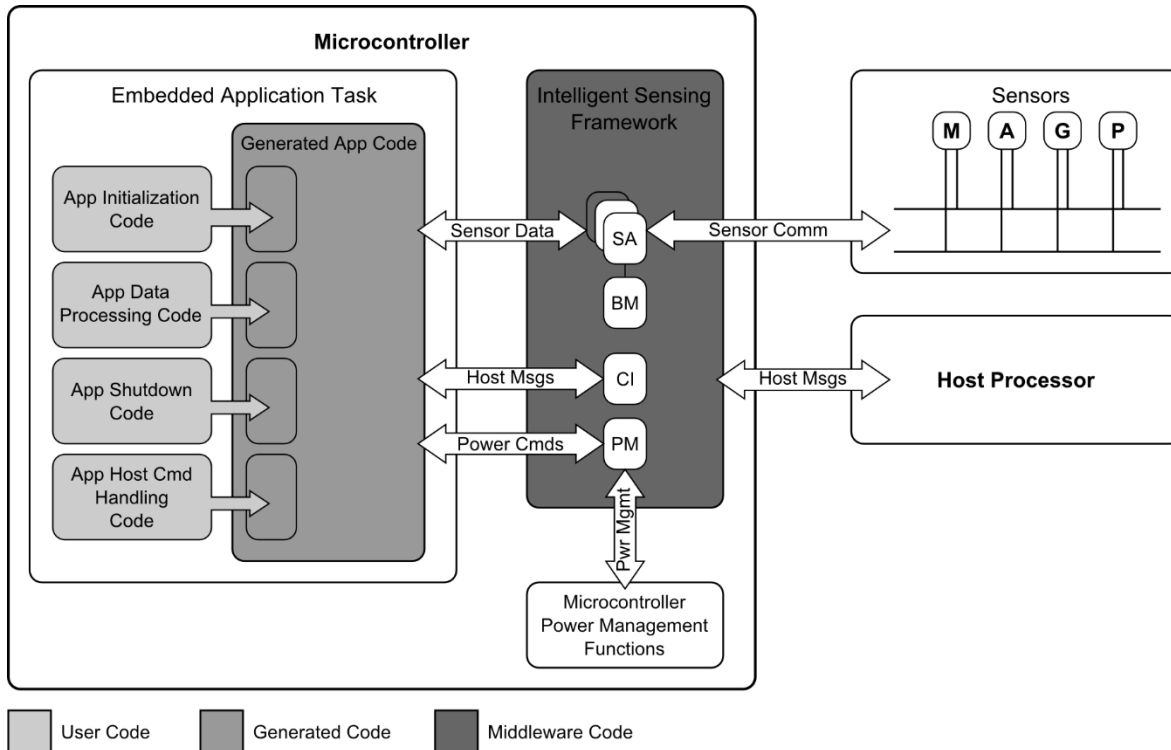 Microcontroller
Embedded Application Task
Generated App Code
App Initialization
Code
App Data
Processing Code
App Shutdown
Code
App Host Cmd
Handling
Code
Sensor Data
Host Msgs
Power Cmds
Intelligent Sensing
Framework
SA
BM
CI
PM
Pwr Mgmt
Microcontroller
Power Management
Functions
Sensor Comm
Host Msgs
Sensors
M A G P
Host Processor
User Code
Generated Code
Middleware Code